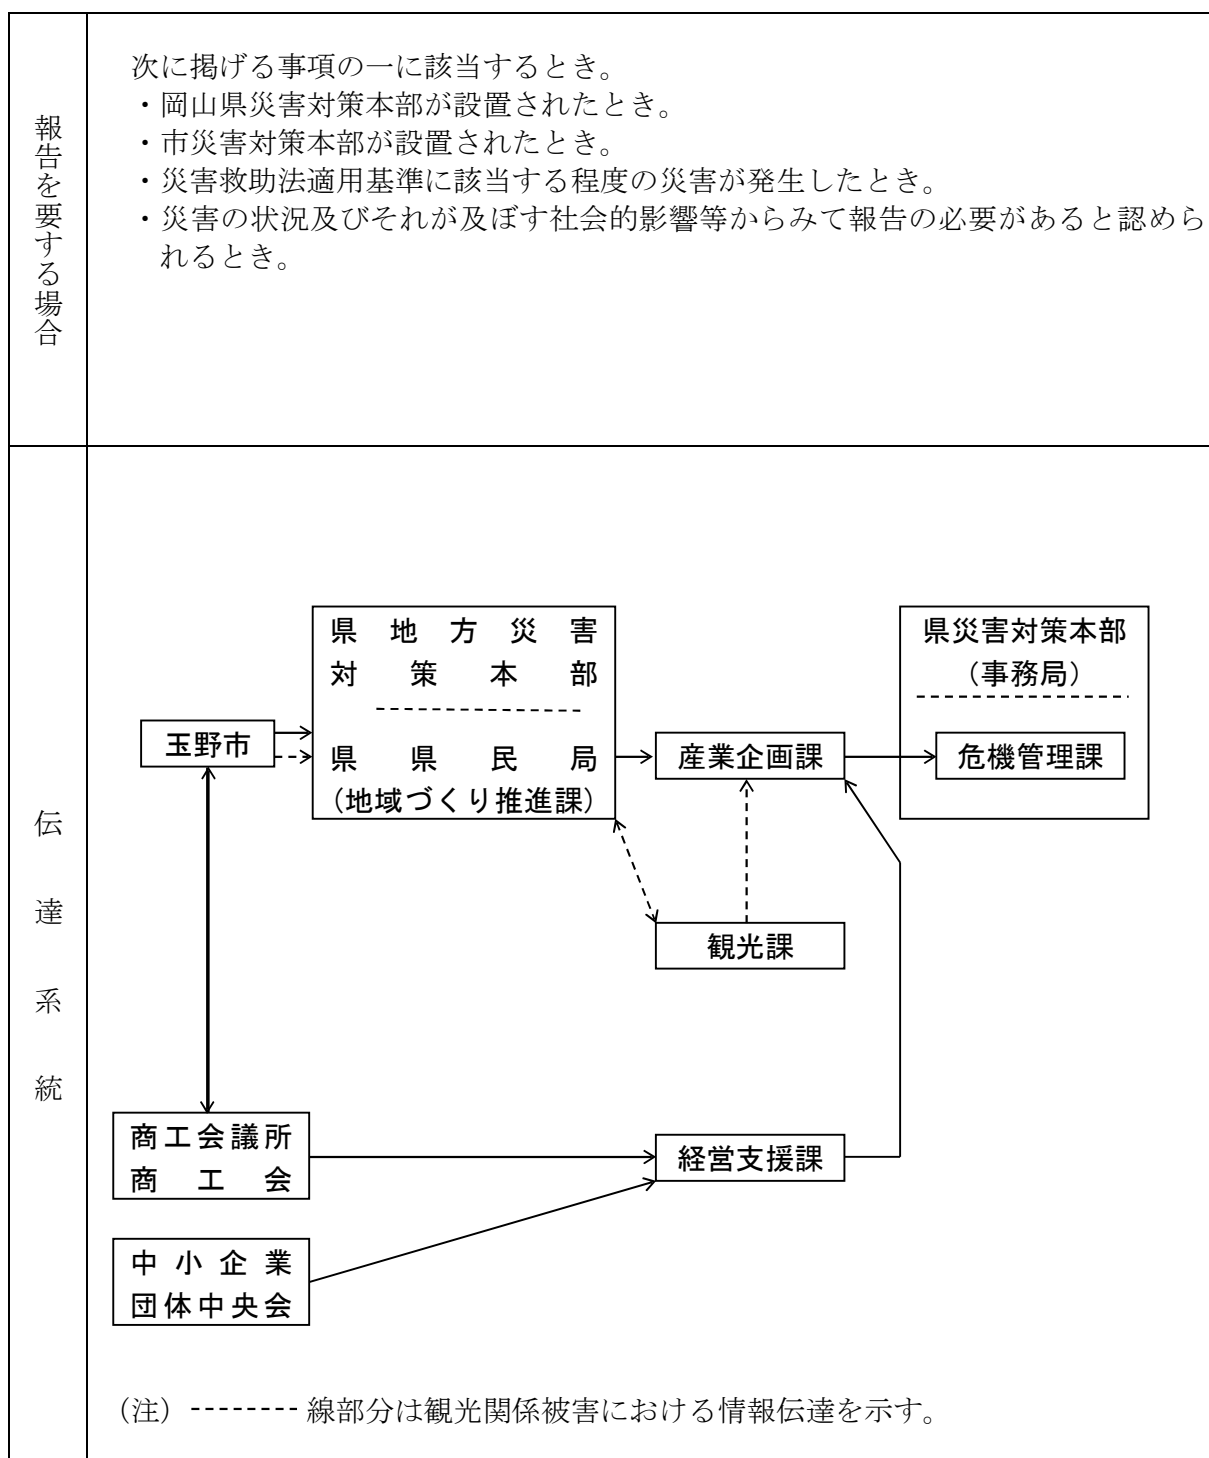 報告を要する場合
次に掲げる事項の一に該当するとき。
・岡山県災害対策本部が設置されたとき。
・市災害対策本部が設置されたとき。
・災害救助法適用基準に該当する程度の災害が発生したとき。
・災害の状況及びそれが及ぼす社会的影響等からみて報告の必要があると認めら
れるとき。
伝達系統
県地方災害
対策本部
県県民局
(地域づくり推進課)
県災害対策本部
(事務局)
玉野市
産業企画課
危機管理課
観光課
商工会議所
商工会
経営支援課
中小企業
団体中央会
(注) -------- 線部分は観光関係被害における情報伝達を示す。